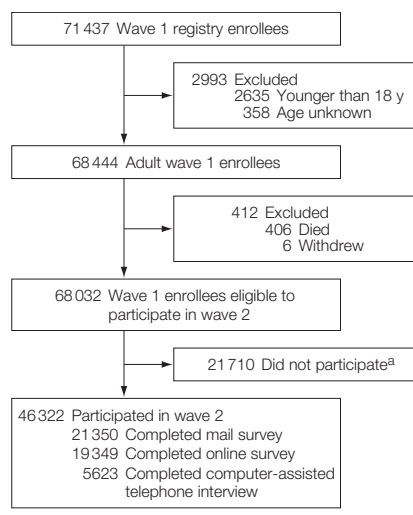 71 437 Wave 1 registry enrollees
2993 Excluded
2635 Younger than 18 y
358 Age unknown
68 444 Adult wave 1 enrollees
412 Excluded
406 Died
6 Withdrew
68 032 Wave 1 enrollees eligible to
participate in wave 2
21 710 Did not participateª
46 322 Participated in wave 2
21 350 Completed mail survey
19 349 Completed online survey
5623 Completed computer-assisted
telephone interview